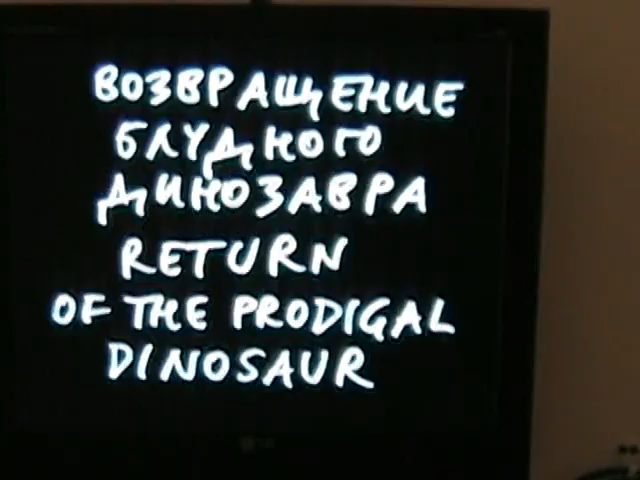 ВОЗВРАЩЕНИЕ
БЛУДНОГО
ДИНОЗАВРА
RETURN
OF THE PRODIGAL
DINOSAUR